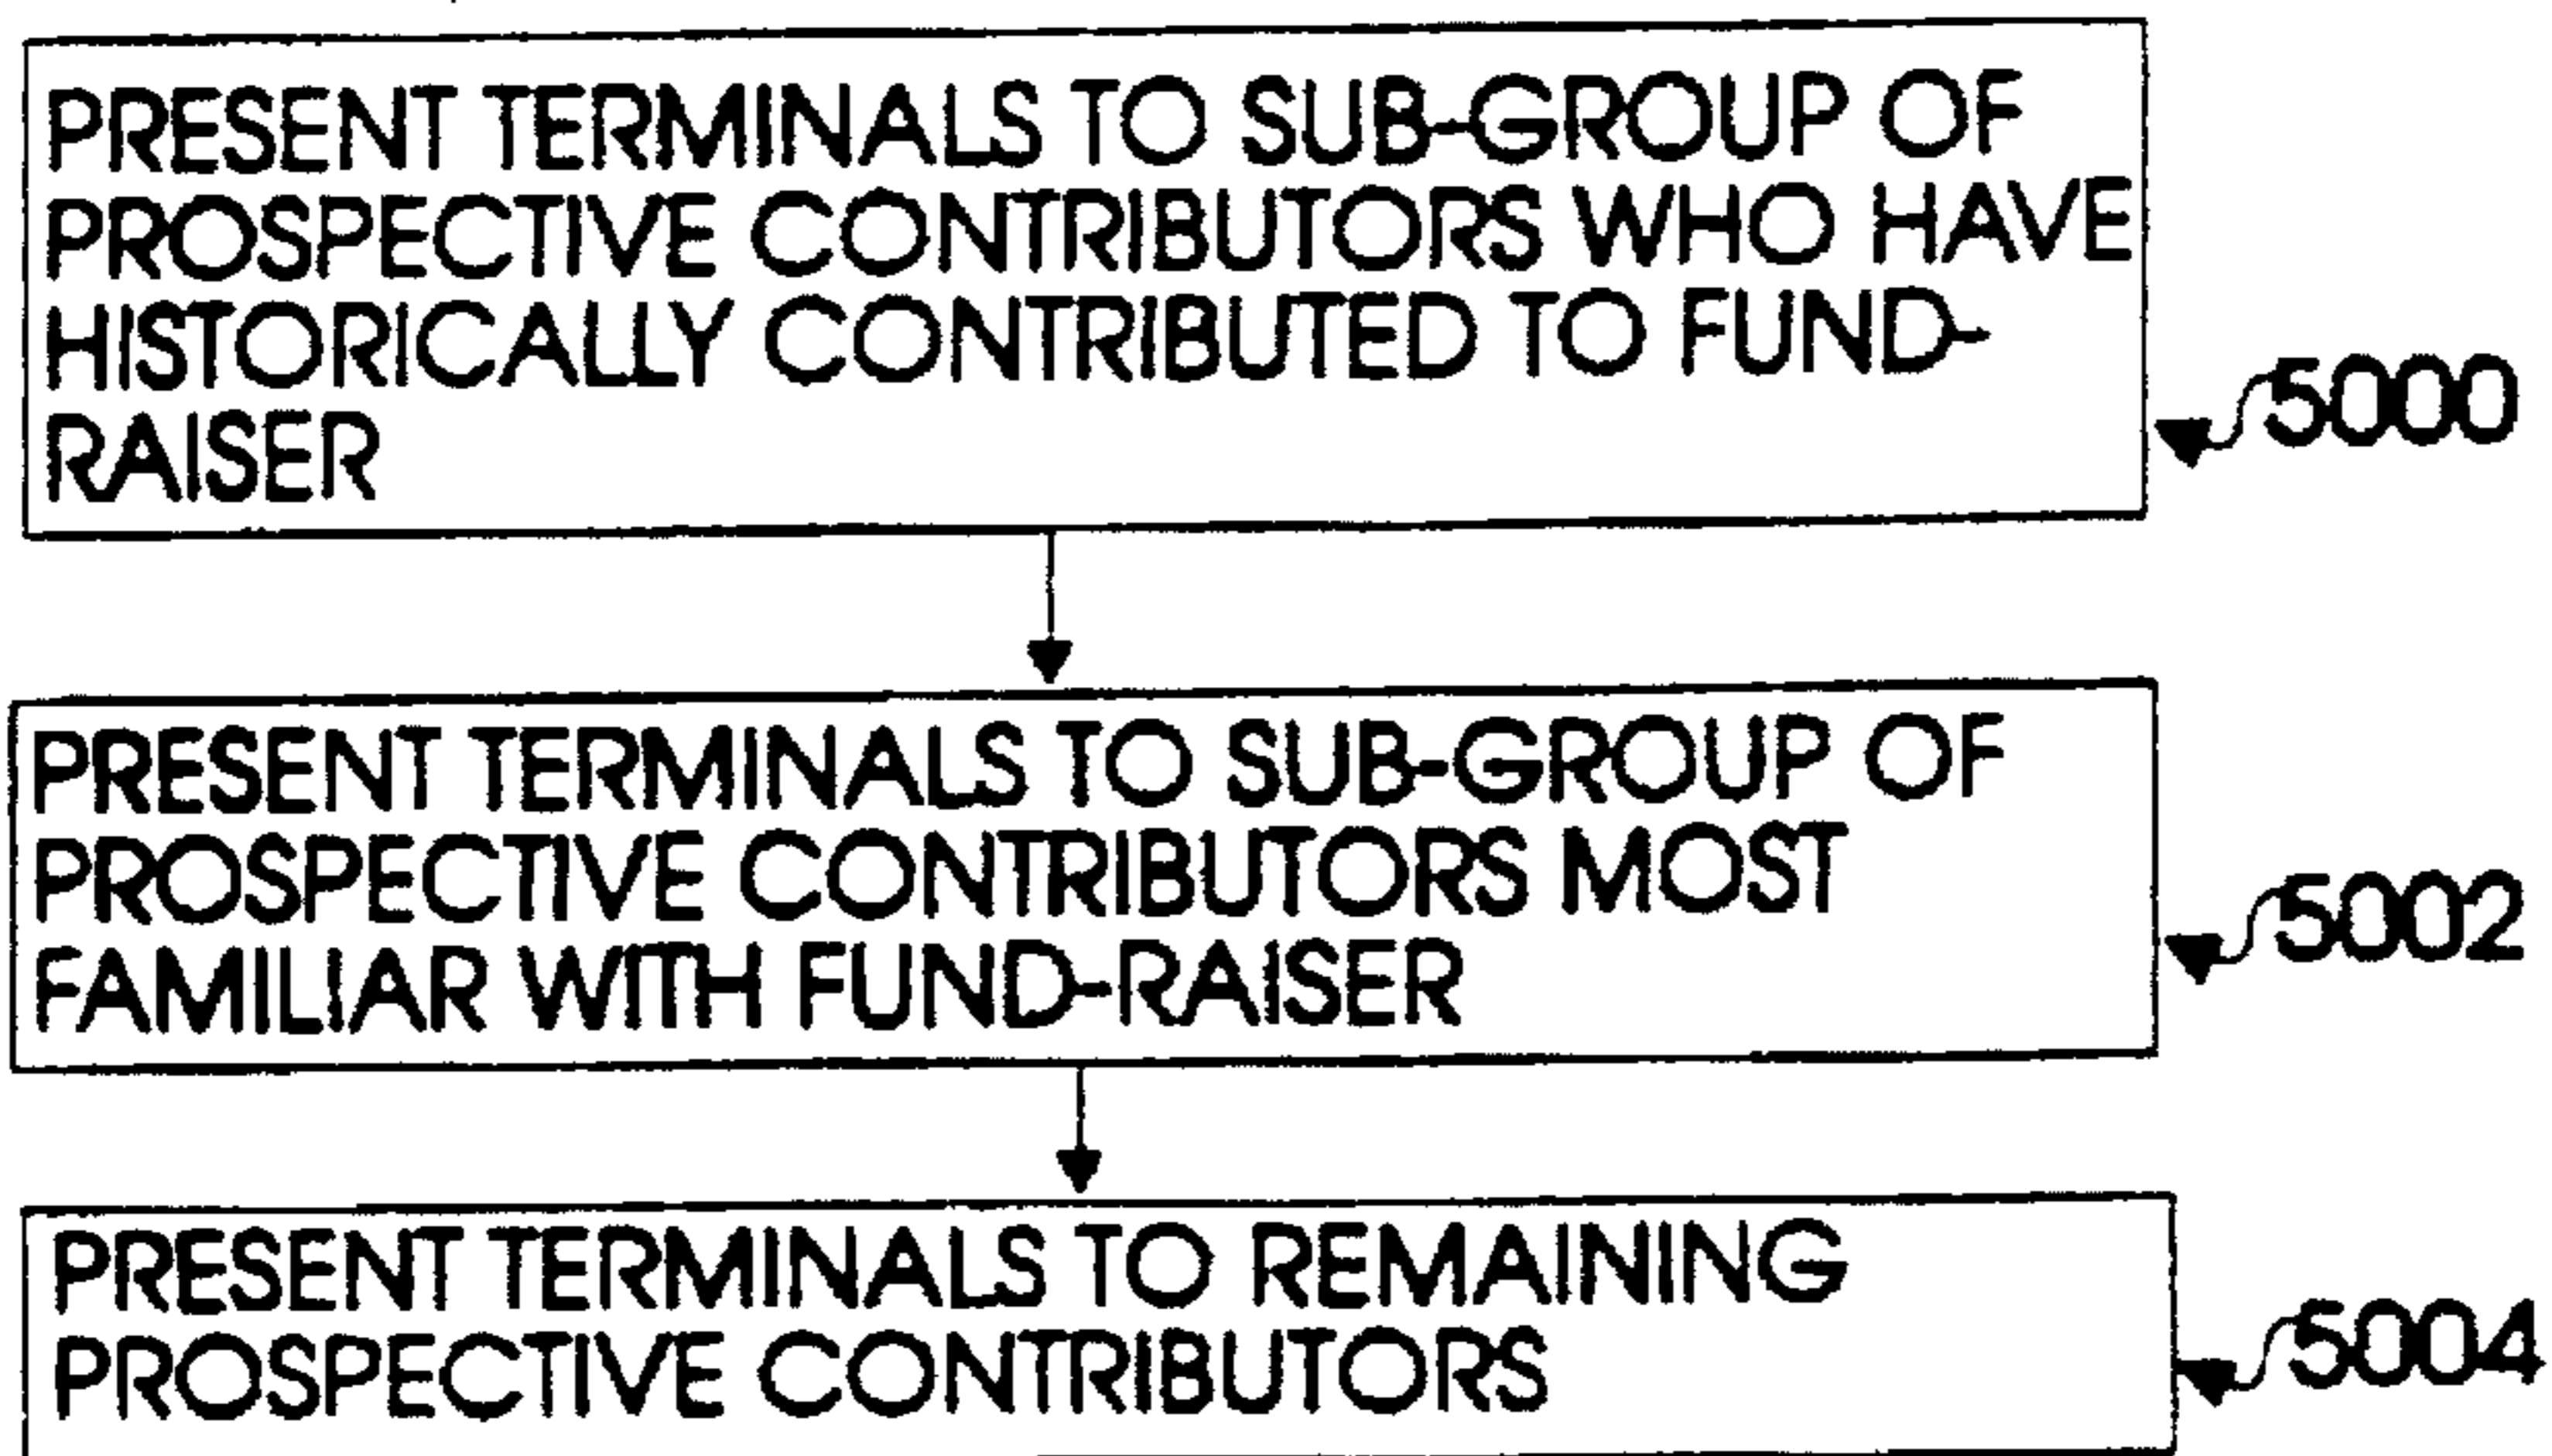 PRESENT TERMINALS TO SUB-GROUP OF
PROSPECTIVE CONTRIBUTORS WHO HAVE
HISTORICALLY CONTRIBUTED TO FUND-
RAISER
5000
PRESENT TERMINALS TO SUB-GROUP OF
PROSPECTIVE CONTRIBUTORS MOST
FAMILIAR WITH FUND-RAISER
5002
PRESENT TERMINALS TO REMAINING
PROSPECTIVE CONTRIBUTORS
5004